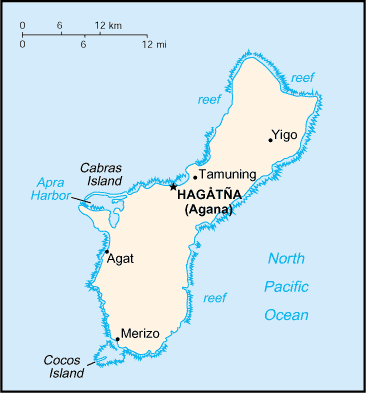 0 6 12 km
0 6 12 mi
reef
reef
Yigo
Cabras
Island
Tamuning
Apra
Harbor
HAGÅTÑA
(Agana)
Agat
North
Pacific
Ocean
reef
Merizo
Cocos
Island